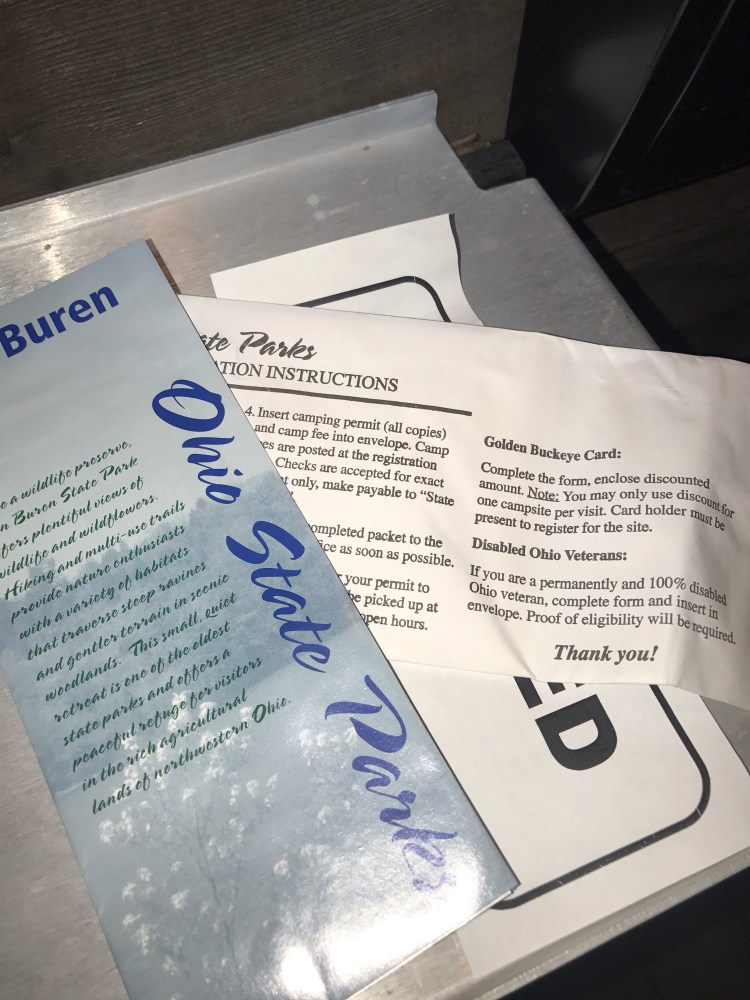 Buren
Ohio State Parks
e a wildlife preserve,
n Buren State Park
fers plentiful views of
wildlife and wildflowers.
Hiking and multi-use trails
provide nature enthusiasts
with a variety of habitats
that traverse steep ravines
and gentler terrain in scenic
woodlands. This small, quiet
retreat is one of the oldest
state parks and offers a
peaceful refuge for visitors
in the rich agricultural
lands of northwestern Ohio.
ate Parks
ATION INSTRUCTIONS
4. Insert camping permit (all copies)
and camp fee into envelope. Camp
es are posted at the registration
Checks are accepted for exact
t only, make payable to “State
ompleted packet to the
ice as soon as possible.
your permit to
be picked up at
open hours.
Golden Buckeye Card:
Complete the form, enclose discounted
amount. Note: You may only use discount for
one campsite per visit. Card holder must be
present to register for the site.
Disabled Ohio Veterans:
If you are a permanently and 100% disabled
Ohio veteran, complete form and insert in
envelope. Proof of eligibility will be required.
Thank you!
ED